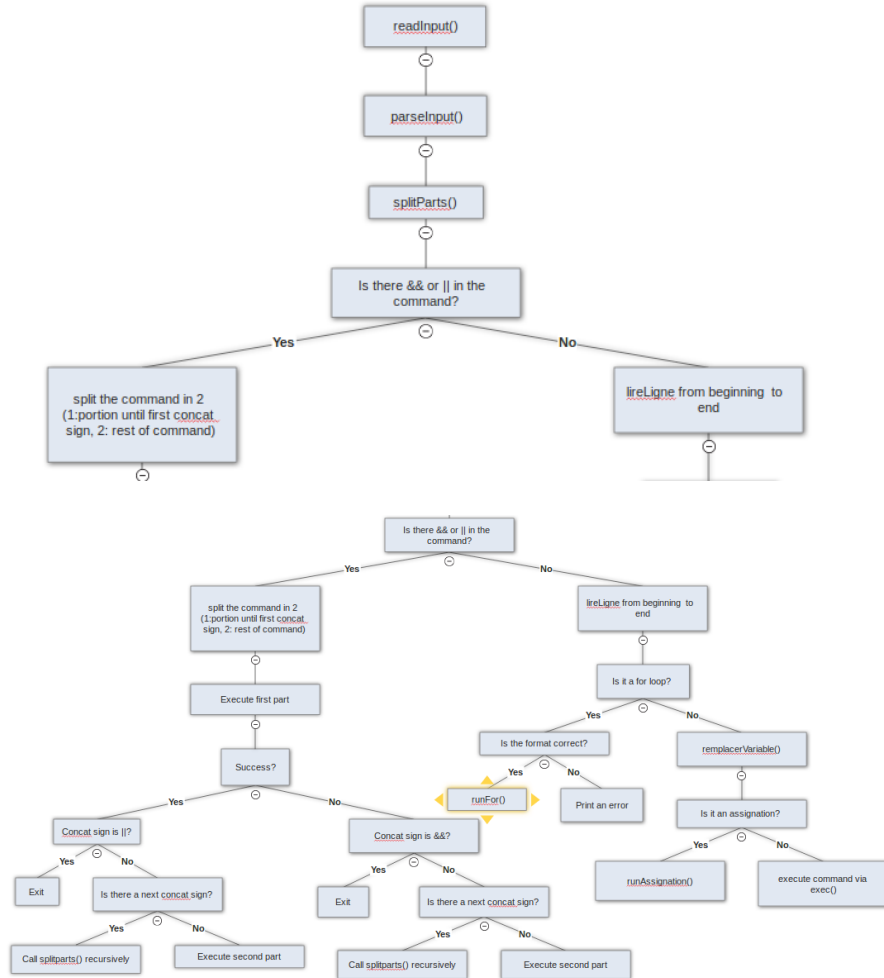 readInput()
parseInput()
splitParts()
Is there && or || in the
command?
Yes
No
split the command in 2
(1:portion until first concat
sign, 2: rest of command)
lireLigne from beginning to
end
Is there && or || in the
command?
Yes
No
split the command in 2
(1:portion until first concat
sign, 2: rest of command)
lireLigne from beginning to
end
Execute first part
Is it a for loop?
Yes
No
Success?
Is the format correct?
remplacerVariable()
Yes
No
Yes
No
runFor()
Print an error
Is it an assignation?
Concat sign is ||?
Concat sign is &&?
Yes
No
Yes
No
Yes
No
Exit
Is there a next concat sign?
Exit
Is there a next concat sign?
runAssignation()
execute command via
exec()
Yes
No
Yes
No
Call splitparts() recursively
Execute second part
Call splitparts() recursively
Execute second part